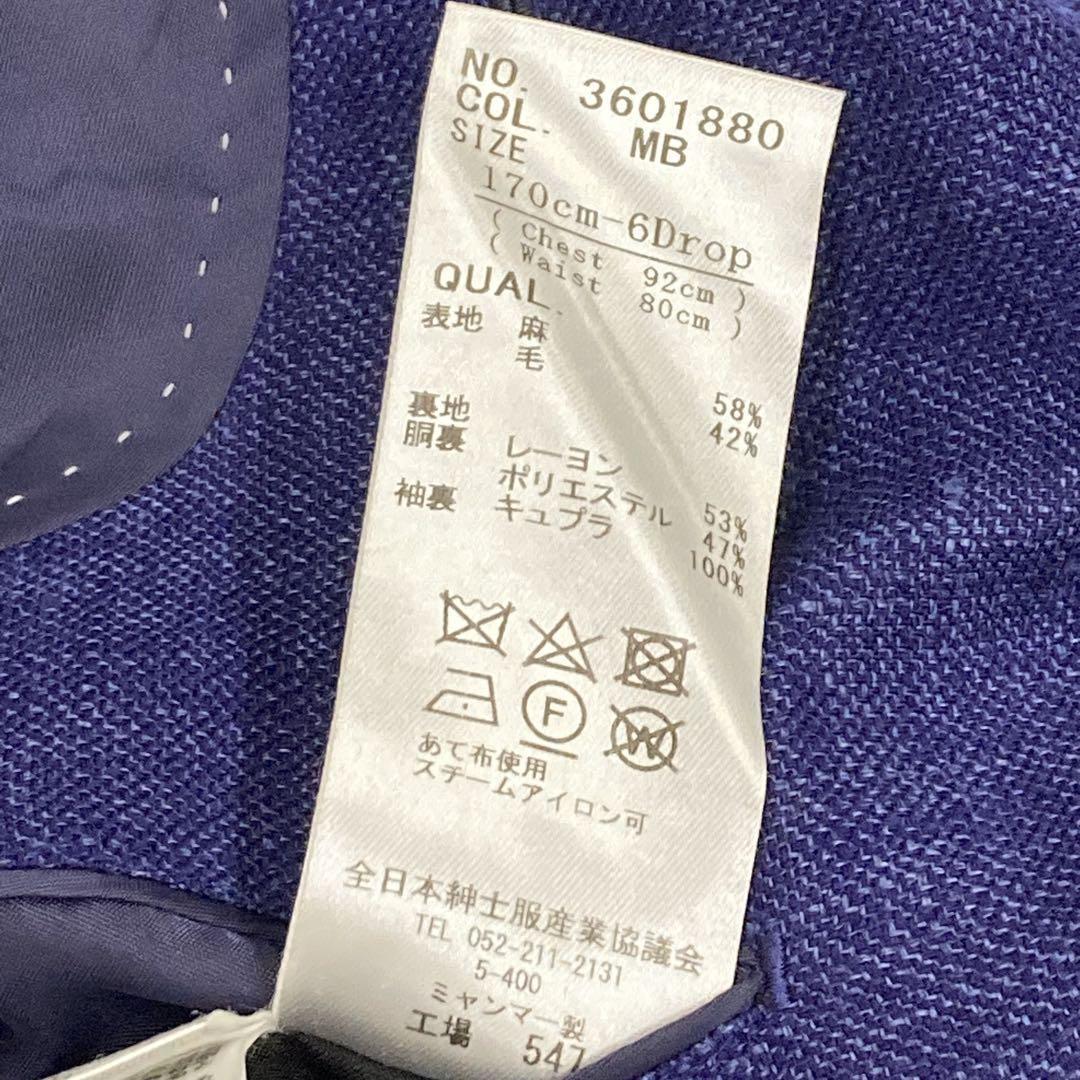 NO. 3601880
COL. MB
SIZE
170cm-6Drop
( Chest 92cm )
( Waist 80cm )
QUAL.
表地 麻 58%
毛 42%
裏地
胴裏 レーヨン 53%
ポリエステル 47%
袖裏 キュプラ 100%
F
W
あて布使用
スチームアイロン可
全日本紳士服産業協議会
TEL 052-211-2131
5-400
ミャンマー製
工場 547